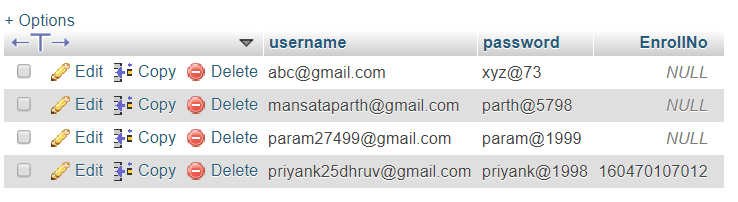 + Options
←T→ username password EnrollNo
Edit Copy Delete abc@gmail.com xyz@73 NULL
Edit Copy Delete mansataparth@gmail.com parth@5798 NULL
Edit Copy Delete param27499@gmail.com param@1999 NULL
Edit Copy Delete priyank25dhruv@gmail.com priyank@1998 160470107012